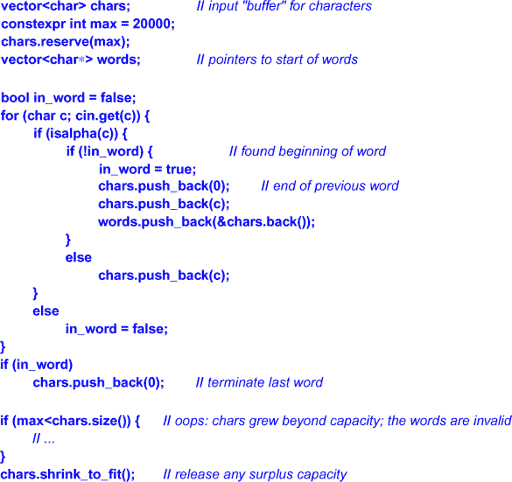 vector<char> chars; // input "buffer" for characters
constexpr int max = 20000;
chars.reserve(max);
vector<char*> words; // pointers to start of words
bool in_word = false;
for (char c; cin.get(c)) {
if (isalpha(c)) {
if (!in_word) { // found beginning of word
in_word = true;
chars.push_back(0); // end of previous word
chars.push_back(c);
words.push_back(&chars.back());
}
else
chars.push_back(c);
}
else
in_word = false;
}
if (in_word)
chars.push_back(0); // terminate last word
if (max<chars.size()) { // oops: chars grew beyond capacity; the words are invalid
// ...
}
chars.shrink_to_fit(); // release any surplus capacity